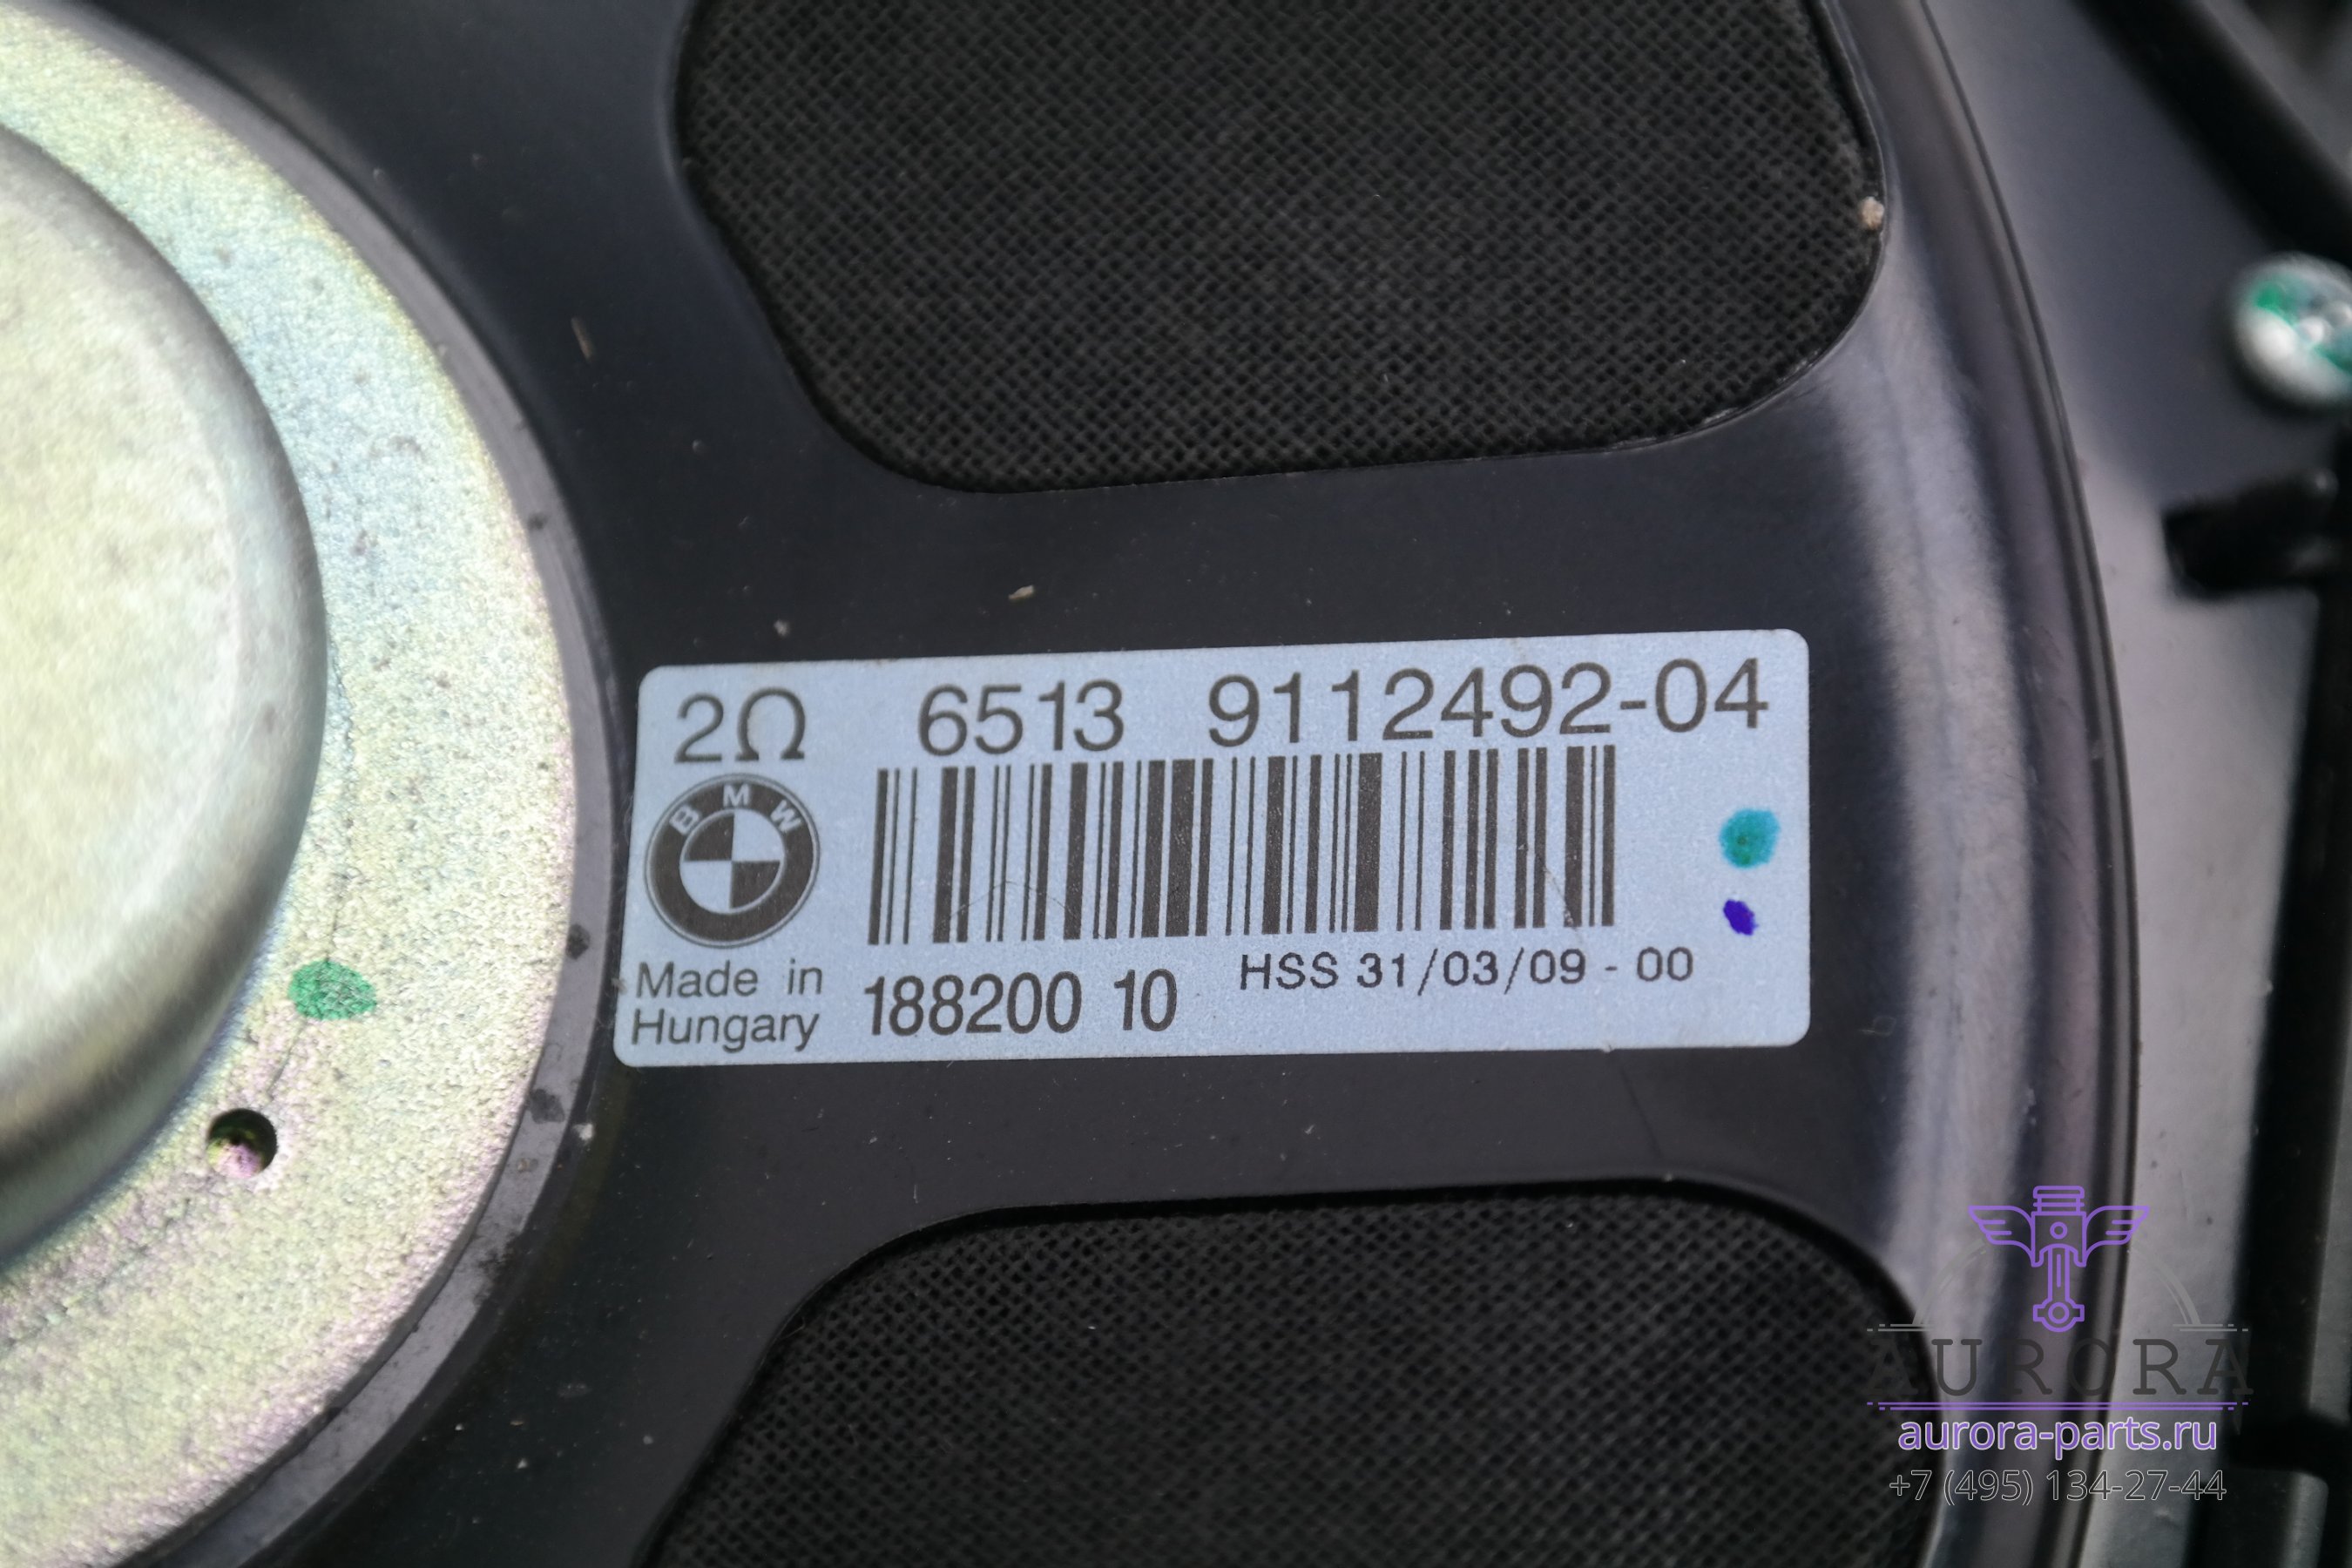 2Ω 6513 9112492-04
BMW
Made in
Hungary
188200 10
HSS 31/03/09 - 00
AURORA
aurora-parts.ru
+7 (495) 134-27-44